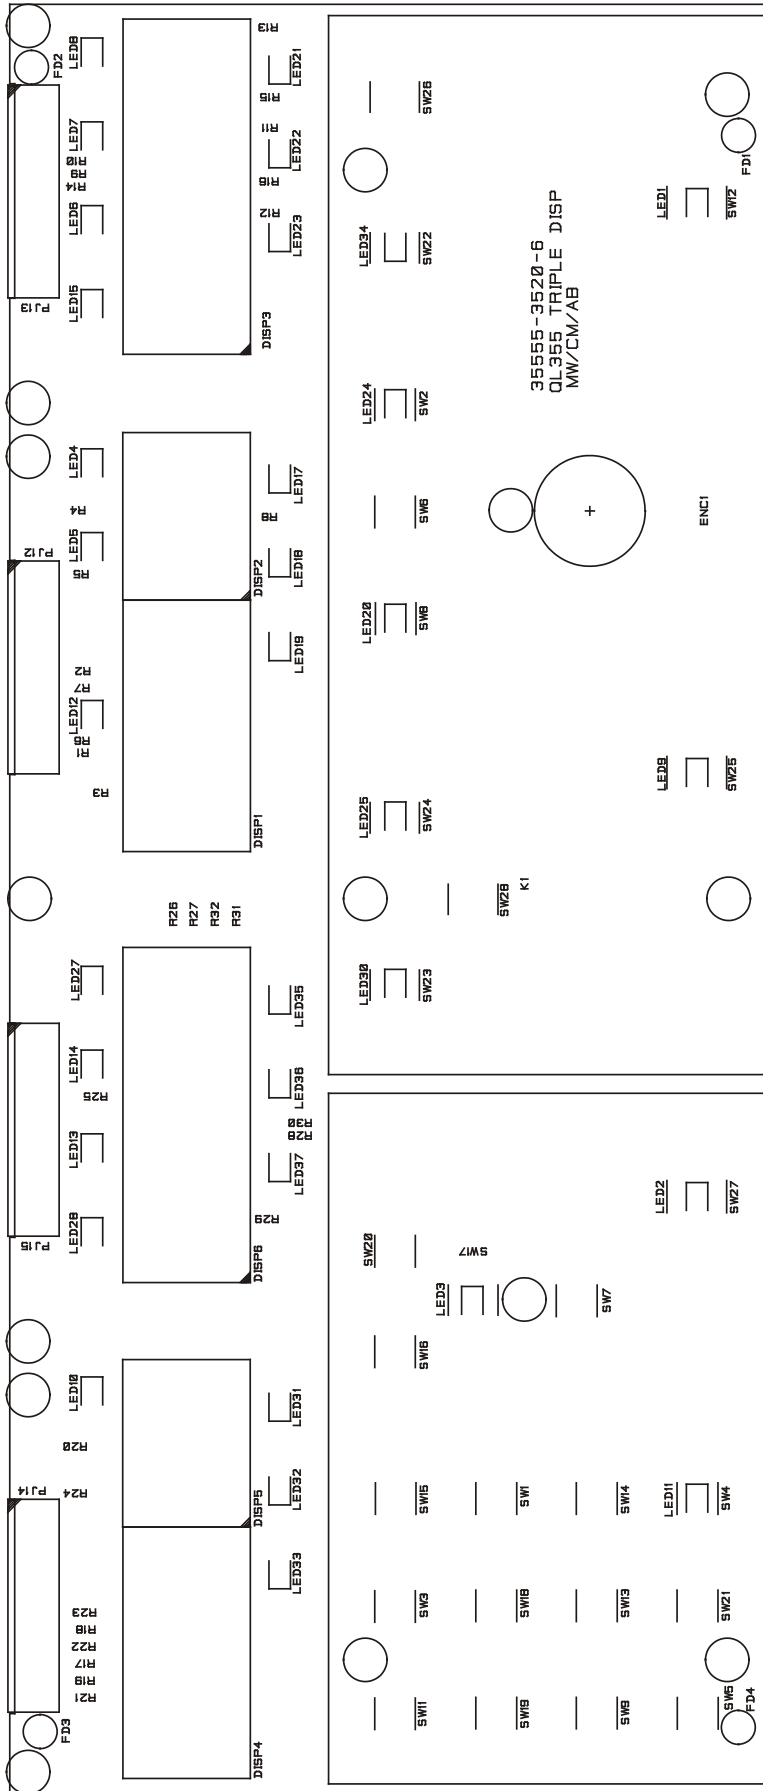 R13
LED8
FD2
LED21
R15
SW26
LED7
R11
LED22
FD1
R10
R9
R14
R16
LED6
R12
LED23
LED34
SW22
LED1
SW12
35555-3520-6
QL355 TRIPLE DISP
MW/CM/AB
LED15
PJ13
DISP3
LED24
SW2
LED4
LED17
R4
R8
SW6
ENC1
LED5
PJ12
R5
LED18
DISP2
LED20
SW8
LED19
R2
R7
LED12
R6
R1
R3
LED9
SW25
LED25
SW24
DISP1
R26
R27
R32
R31
SW28
K1
LED27
LED30
SW23
LED35
LED14
R25
LED36
R30
R28
LED13
LED37
LED2
SW27
LED28
R29
PJ15
DISP6
SW20
SW17
LED3
SW7
SW16
LED10
LED31
R20
PJ14
R24
LED32
DISP5
SW15
SW1
SW14
LED11
SW4
LED33
R23
R18
R22
R17
R19
R21
SW3
SW18
SW13
SW21
FD3
DISP4
SW11
SW19
SW9
SW5
FD4